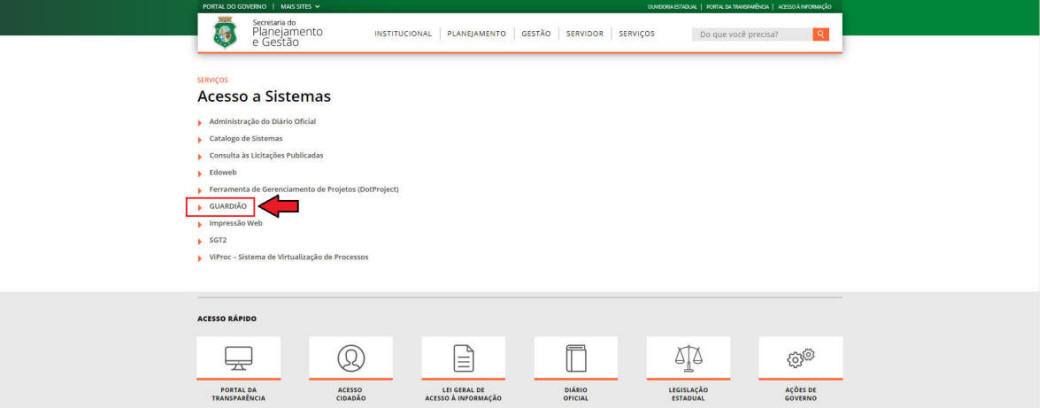 PORTAL DO GOVERNO | MAIS SITES
OUVIDORIA ESTADUAL | PORTAL DA TRANSPARÊNCIA | ACESSO À INFORMAÇÃO
Secretaria do
Planejamento
e Gestão
INSTITUCIONAL | PLANEJAMENTO | GESTÃO | SERVIDOR | SERVIÇOS
Do que você precisa?
SERVIÇOS
Acesso a Sistemas
Administração do Diário Oficial
Catalogo de Sistemas
Consulta às Licitações Publicadas
Edoweb
Ferramenta de Gerenciamento de Projetos (DotProject)
GUARDIÃO
Impressão Web
SGT2
ViProc – Sistema de Virtualização de Processos
ACESSO RÁPIDO
PORTAL DA
TRANSPARÊNCIA
ACESSO
CIDADÃO
LEI GERAL DE
ACESSO À INFORMAÇÃO
DIÁRIO
OFICIAL
LEGISLAÇÃO
ESTADUAL
AÇÕES DE
GOVERNO